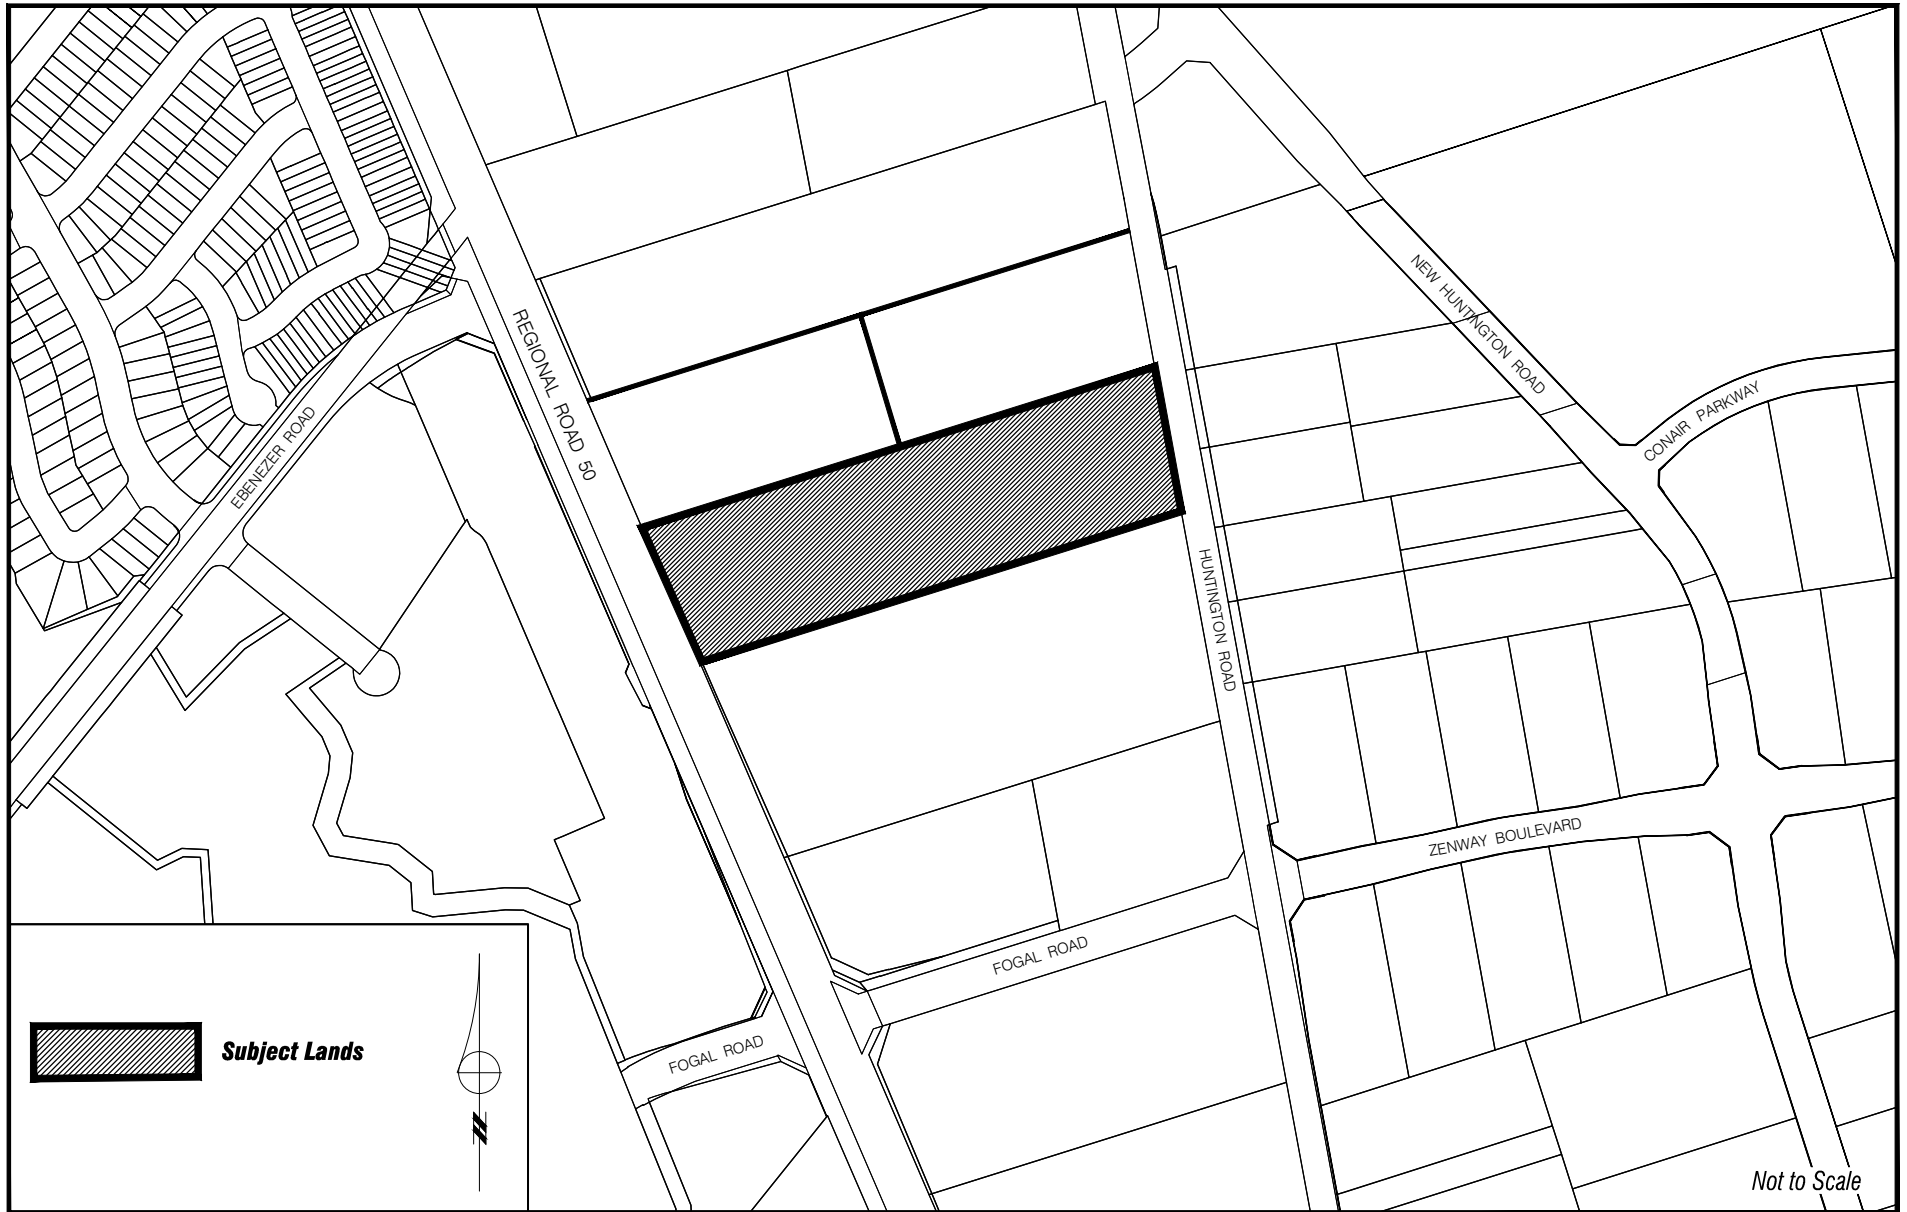 NEW HUNTINGTON ROAD
REGIONAL ROAD 50
CONAIR PARKWAY
EBENEZER ROAD
HUNTINGTON ROAD
ZENWAY BOULEVARD
FOGAL ROAD
FOGAL ROAD
Subject Lands
N
Not to Scale